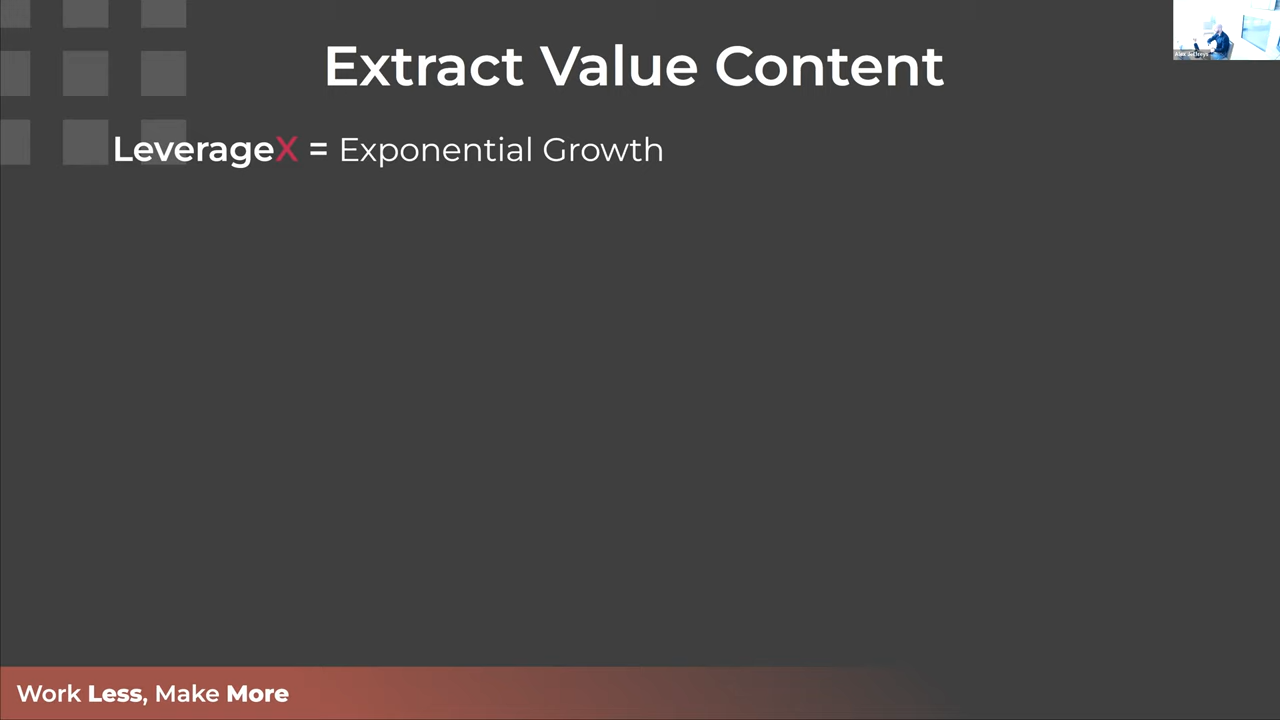 Extract Value Content
LeverageX = Exponential Growth
Work Less, Make More